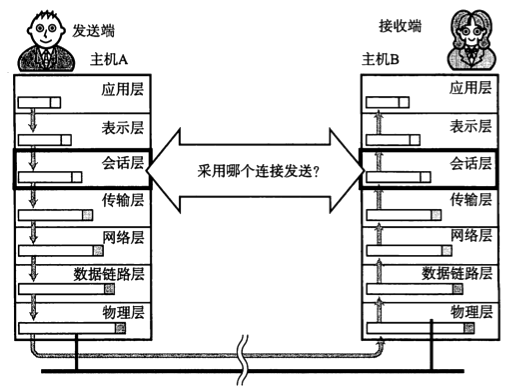 发送端
接收端
主机A
主机B
应用层
应用层
表示层
表示层
会话层
采用哪个连接发送?
会话层
传输层
传输层
网络层
网络层
数据链路层
数据链路层
物理层
物理层